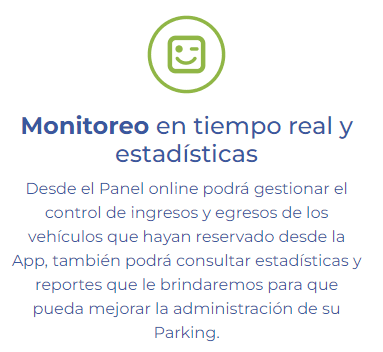 Monitoreo en tiempo real y
estadísticas
Desde el Panel online podrá gestionar el
control de ingresos y egresos de los
vehículos que hayan reservado desde la
App, también podrá consultar estadísticas y
reportes que le brindaremos para que
pueda mejorar la administración de su
Parking.